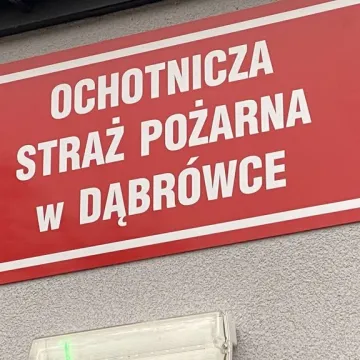 OCHOTNICZA
STRAŻ POŻARNA
w DĄBRÓWCE